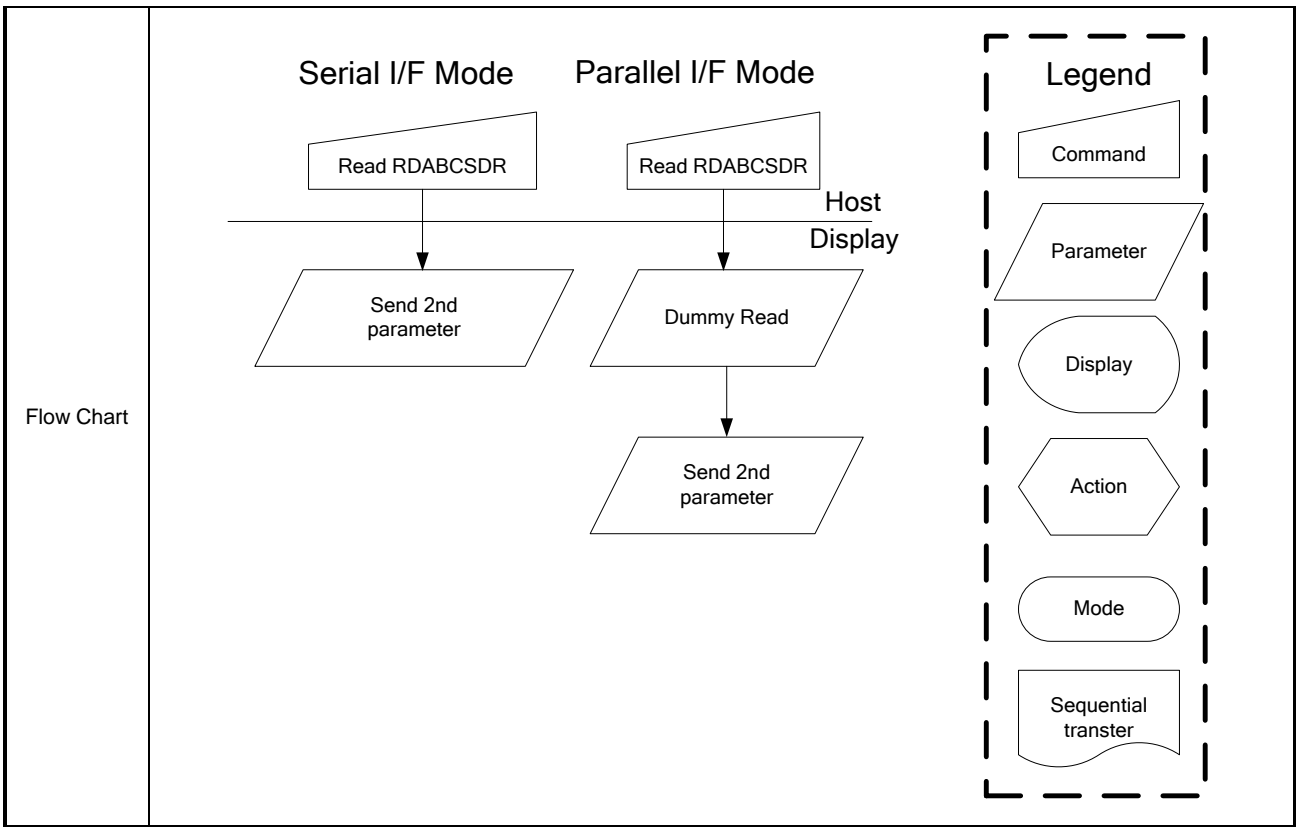 Flow Chart
Serial I/F Mode
Parallel I/F Mode
Read RDABCSDR
Read RDABCSDR
Host
Display
Send 2nd
parameter
Dummy Read
Send 2nd
parameter
Legend
Command
Parameter
Display
Action
Mode
Sequential
transter